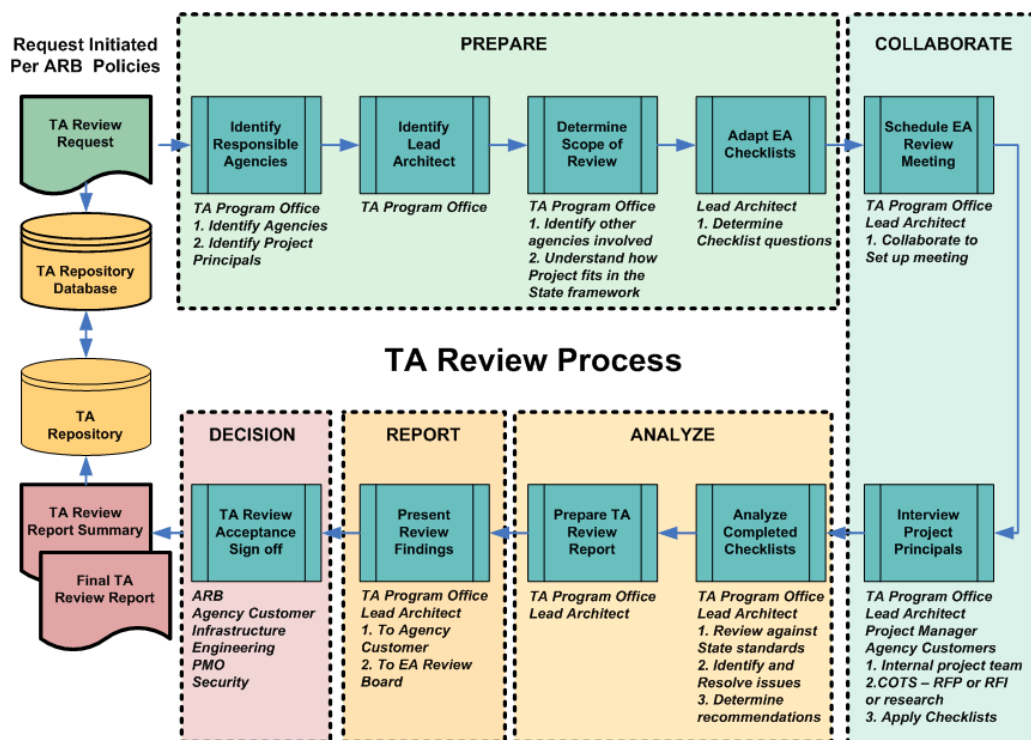 Request Initiated
Per ARB Policies
TA Review
Request
TA Repository
Database
TA
Repository
TA Review
Report Summary
Final TA
Review Report
PREPARE
Identify
Responsible
Agencies
TA Program Office
1. Identify Agencies
2. Identify Project
Principals
Identify
Lead
Architect
TA Program Office
Determine
Scope of
Review
TA Program Office
1. Identify other
agencies involved
2. Understand how
Project fits in the
State framework
Adapt EA
Checklists
Lead Architect
1. Determine
Checklist questions
COLLABORATE
Schedule EA
Review
Meeting
TA Program Office
Lead Architect
1. Collaborate to
Set up meeting
TA Review Process
DECISION
TA Review
Acceptance
Sign off
ARB
Agency Customer
Infrastructure
Engineering
PMO
Security
REPORT
Present
Review
Findings
TA Program Office
Lead Architect
1. To Agency
Customer
2. To EA Review
Board
ANALYZE
Prepare TA
Review
Report
TA Program Office
Lead Architect
Analyze
Completed
Checklists
TA Program Office
Lead Architect
1. Review against
State standards
2. Identify and
Resolve issues
3. Determine
recommendations
Interview
Project
Principals
TA Program Office
Lead Architect
Project Manager
Agency Customers
1. Internal project team
2.COTS – RFP or RFI
or research
3. Apply Checklists